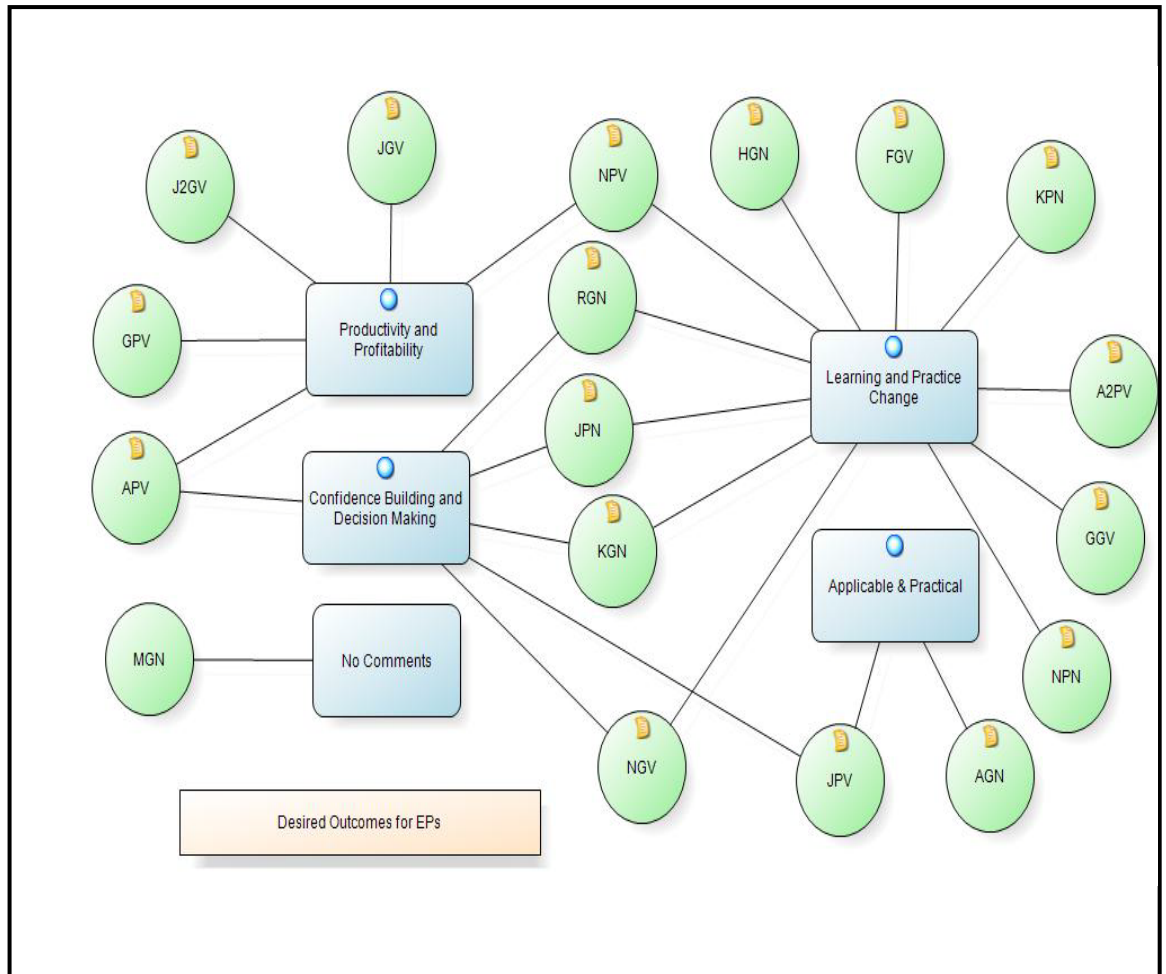 JGV
J2GV
NPV
HGN
FGV
KPN
RGN
GPV
Productivity and
Profitability
Learning and Practice
Change
A2PV
JPN
APV
Confidence Building and
Decision Making
KGN
GGV
Applicable & Practical
MGN
No Comments
NPN
NGV
JPV
AGN
Desired Outcomes for EPs